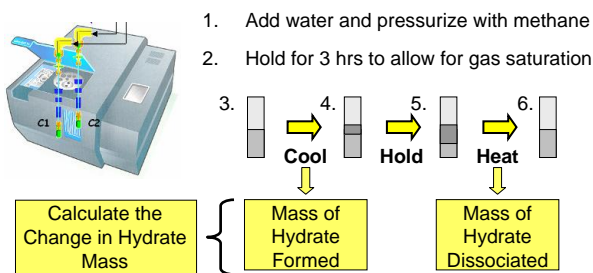 1. Add water and pressurize with methane
2. Hold for 3 hrs to allow for gas saturation
3. 4. 5. 6.
C1 C2
Cool Hold Heat
Calculate the
Change in Hydrate
Mass
Mass of
Hydrate
Formed
Mass of
Hydrate
Dissociated